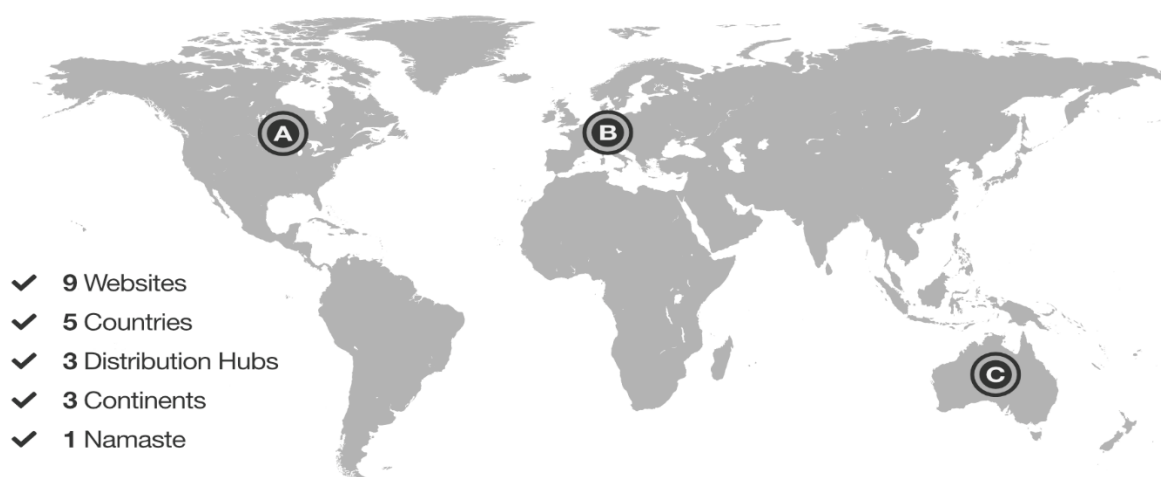 A
B
C
9 Websites
5 Countries
3 Distribution Hubs
3 Continents
1 Namaste